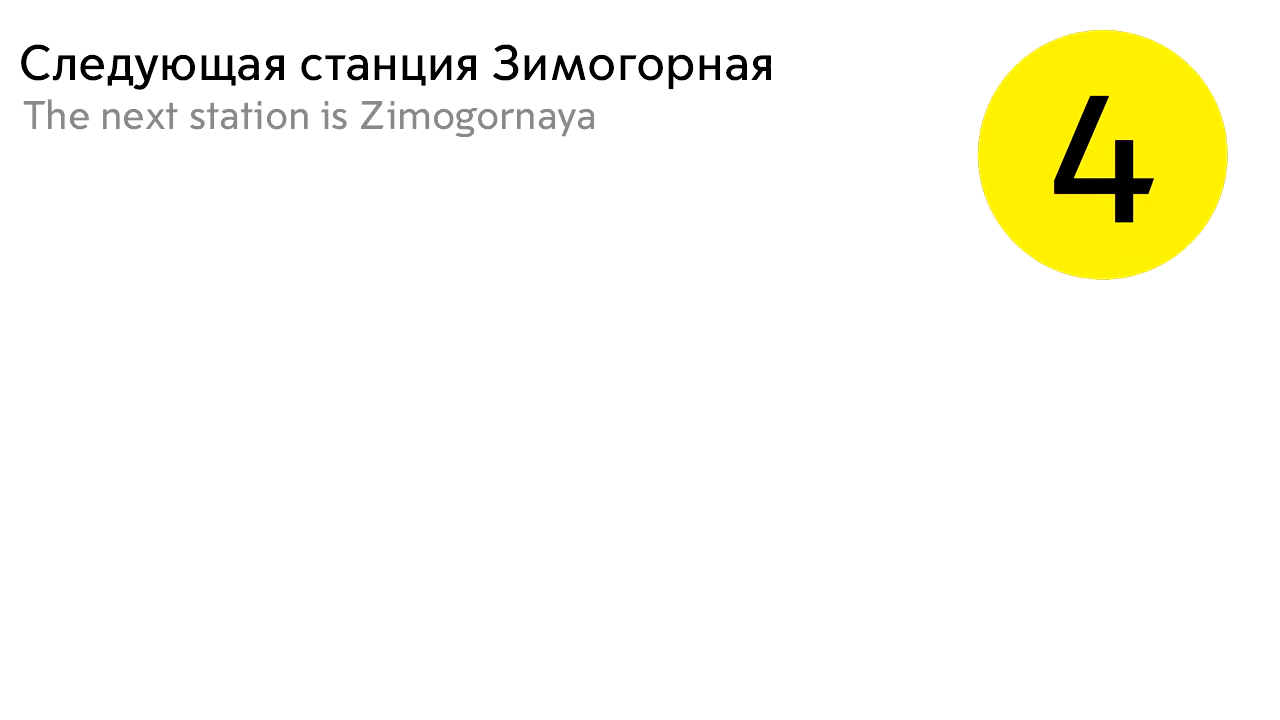 Следующая станция Зимогорная
The next station is Zimogornaya
4